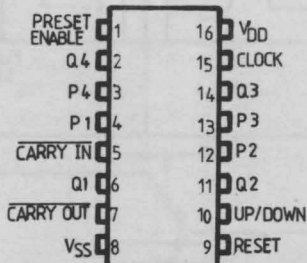 PRESET
ENABLE 1 16 VDD
Q4 2 15 CLOCK
P4 3 14 Q3
P1 4 13 P3
CARRY IN 5 12 P2
Q1 6 11 Q2
CARRY OUT 7 10 UP/DOWN
VSS 8 9 RESET